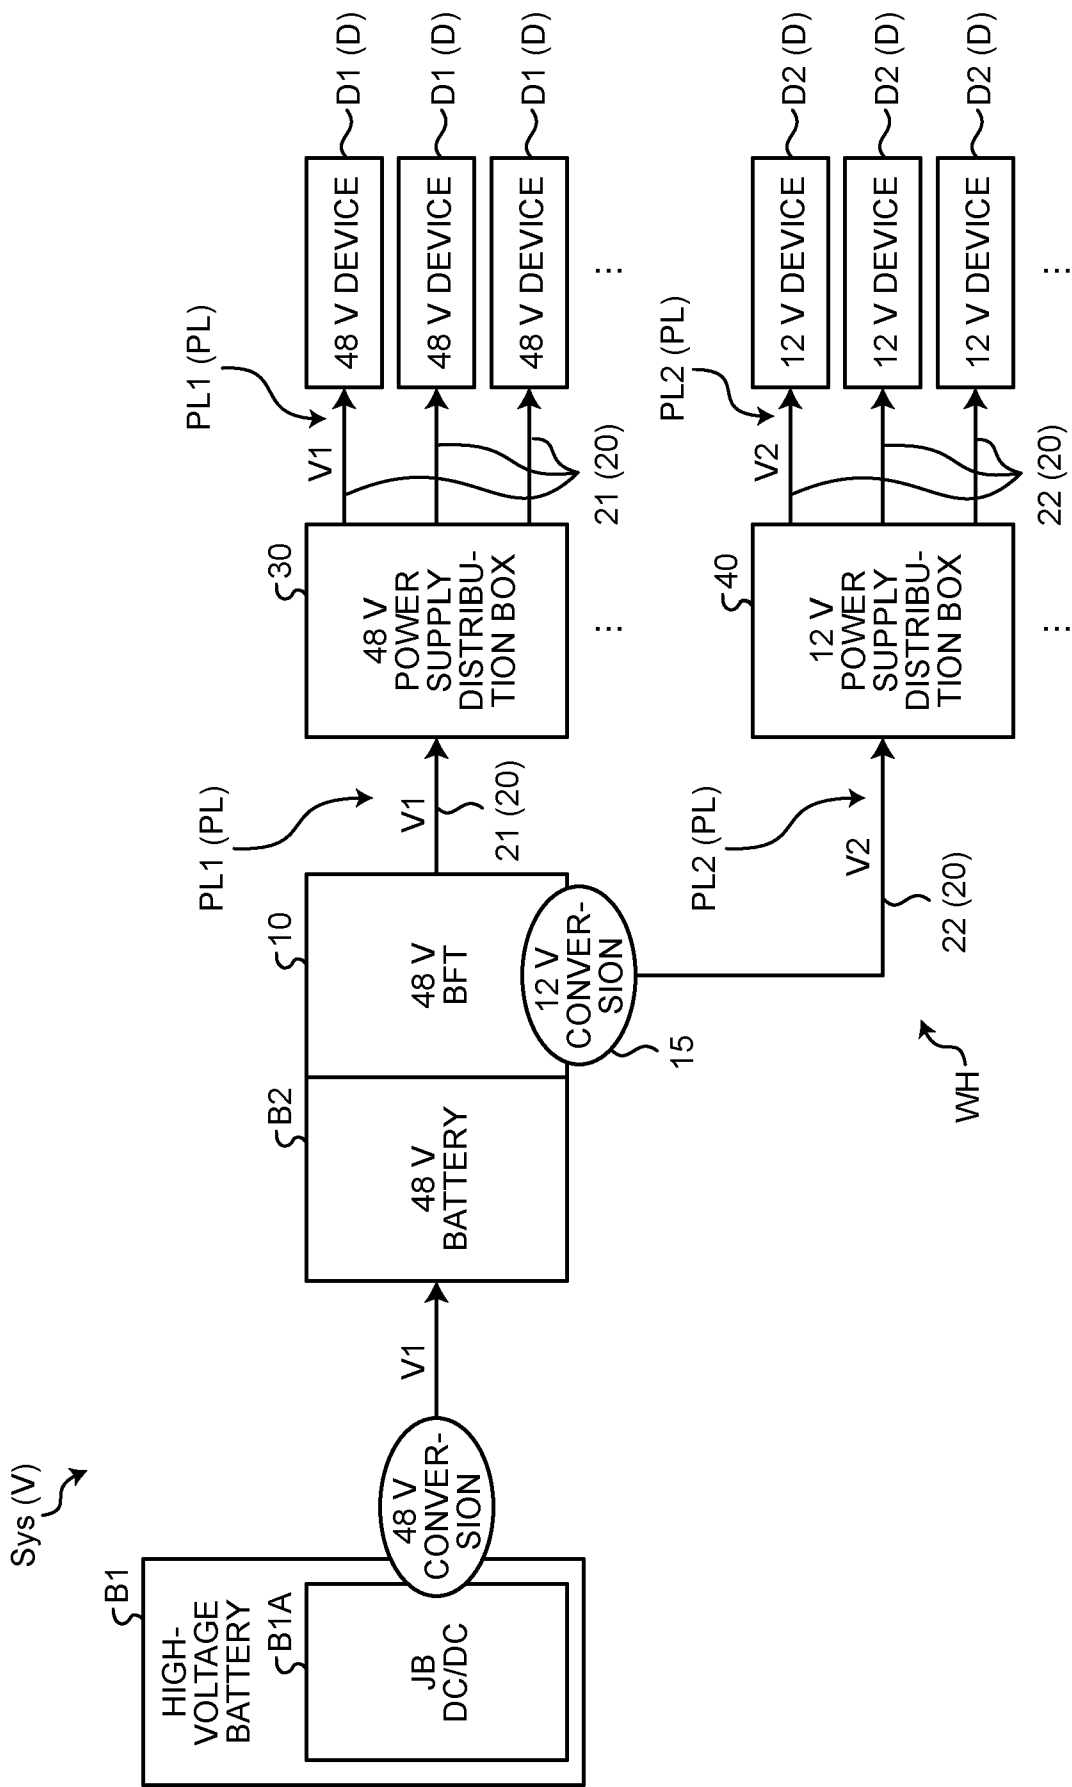 Sys (V)
B1
HIGH-
VOLTAGE
BATTERY
B1A
JB
DC/DC
48 V
CONVER-
SION
V1
B2
48 V
BATTERY
10
48 V
BFT
12 V
CONVER-
SION
15
PL1 (PL)
V1
21 (20)
30
48 V
POWER
SUPPLY
DISTRIBU-
TION BOX
...
PL1 (PL)
V1
21 (20)
48 V DEVICE
D1 (D)
48 V DEVICE
D1 (D)
48 V DEVICE
D1 (D)
...
WH
PL2 (PL)
V2
22 (20)
40
12 V
POWER
SUPPLY
DISTRIBU-
TION BOX
...
PL2 (PL)
V2
22 (20)
12 V DEVICE
D2 (D)
12 V DEVICE
D2 (D)
12 V DEVICE
D2 (D)
...